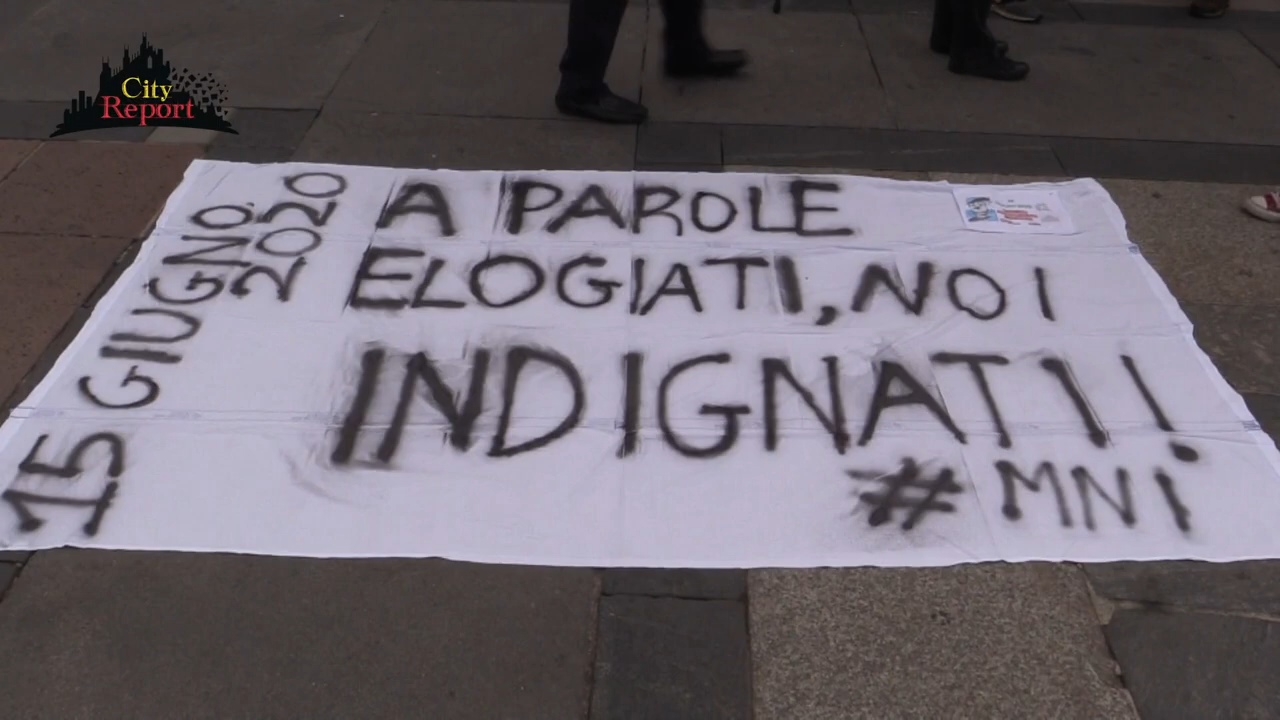 City
Report
15 GIUGNO
2020
A PAROLE
ELOGIATI, NOI
INDIGNATI!
#MNI